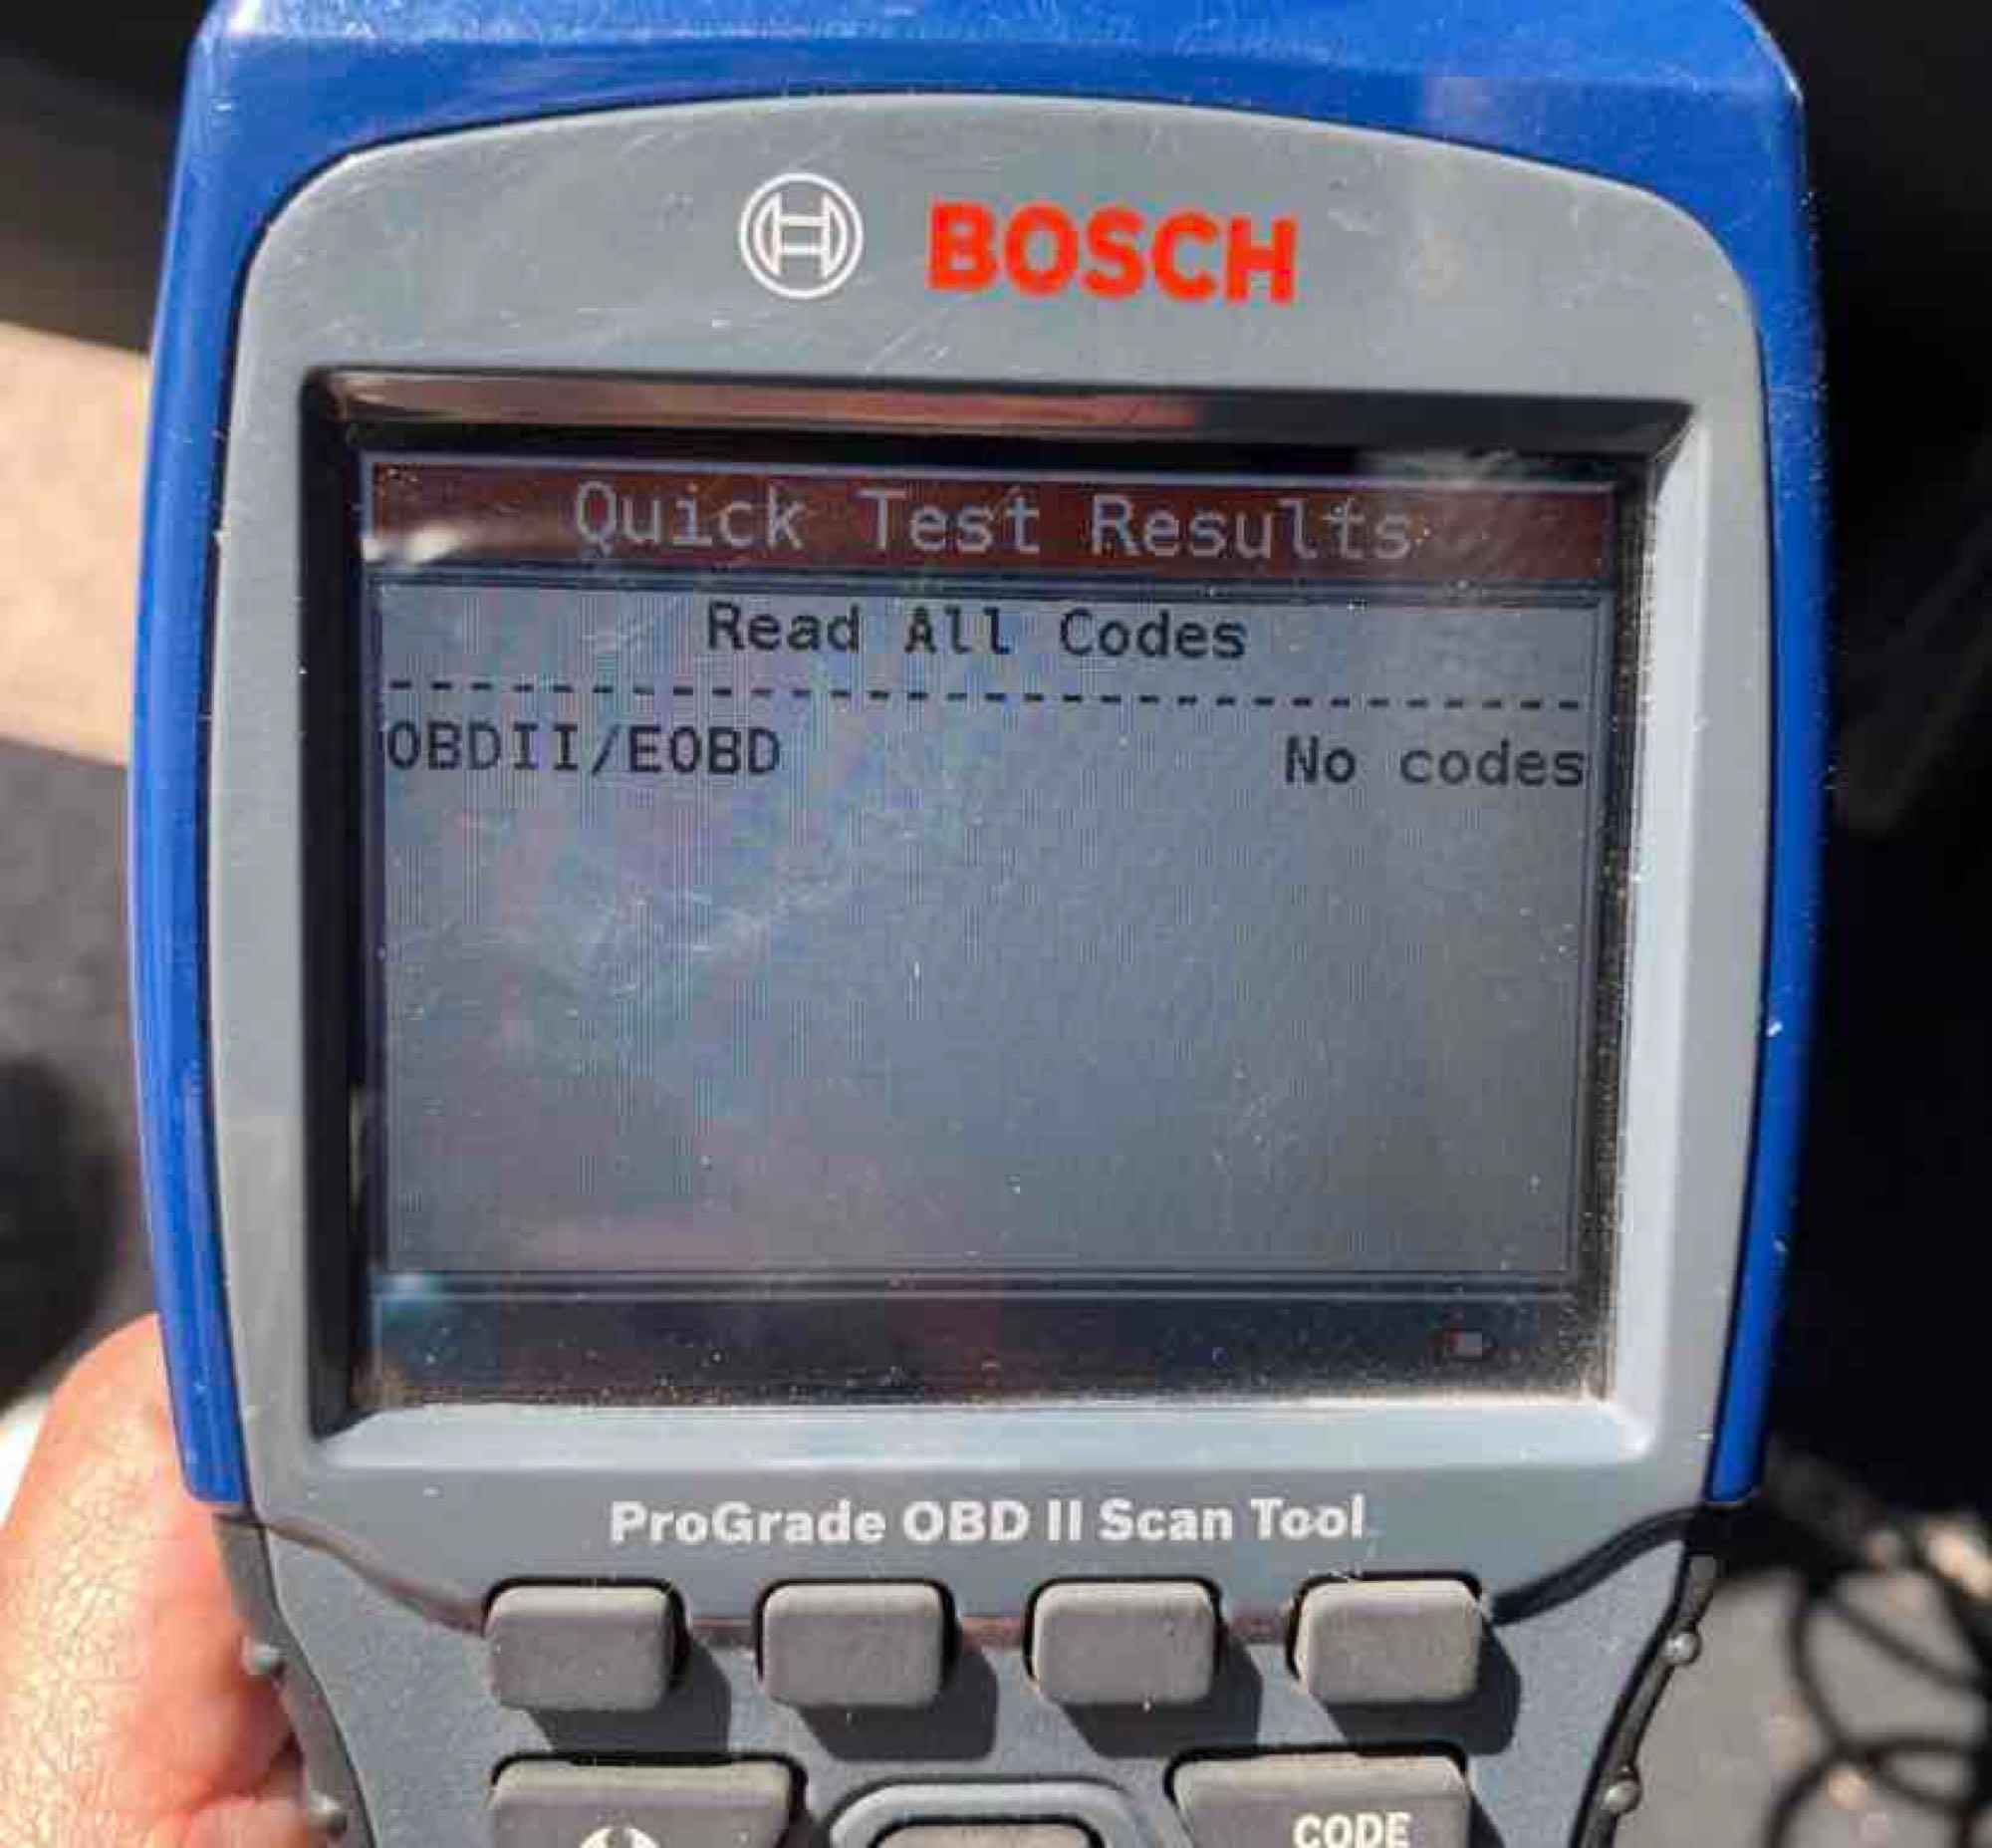 BOSCH
Quick Test Results
Read All Codes
--------------------------------
OBDII/EOBD No codes
ProGrade OBD II Scan Tool
CODE